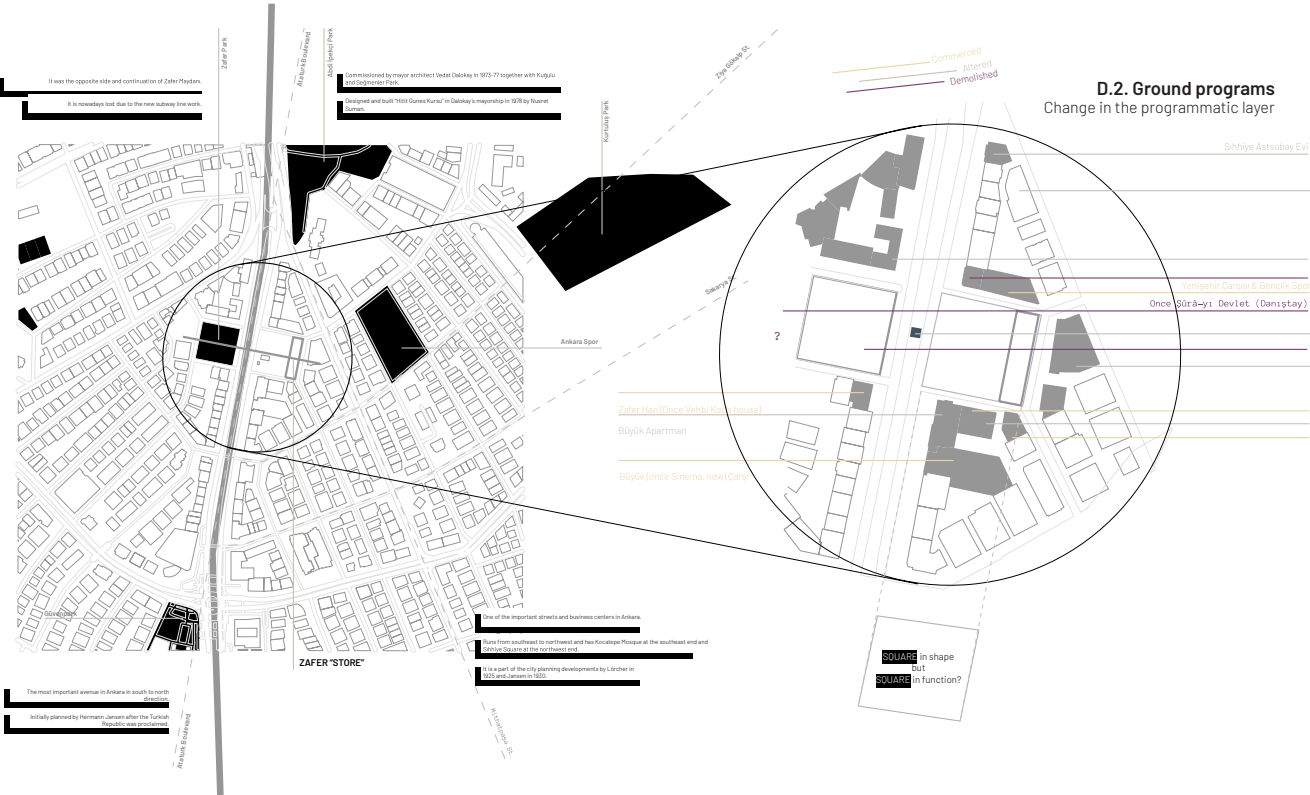 D.2. Ground programs
Change in the programmatic layer
Commerced
Altered
Demolished
It was the opposite side and continuation of Zafer Maydanı.
It is nowadays lost due to the new subway line work.
Zafer Park
Ataturk Boulevard
Abdi İpekçi Park
Commissioned by mayor architect Vedat Dalokay in 1973-77 together with Kuğulu
and Seğmenler Park.
Designed and built "Hitit Gunes Kursu" in Dalokay's mayorship in 1978 by Nusret
Suman.
Kurtuluş Park
Ziya Gökalp St.
Sakarya St.
Ankara Spor
Güvenpark
Sıhhiye Astsubay Evi
Yenişehir Çarşısı & Gençlik Spor
Once Şûrâ-yı Devlet (Danıştay)
?
Zafer Han (Once Vehbi Koç's house)
Büyük Apartman
Büyük (once Sinema, now) Çarşı
One of the important streets and business centers in Ankara.
Runs from southeast to northwest and has Kocatepe Mosque at the southeast end and
Sıhhiye Square at the northwest end.
It is a part of the city planning developments by Lörcher in
1925 and Jansen in 1930.
ZAFER "STORE"
The most important avenue in Ankara in south to north
direction.
Initially planned by Hermann Jansen after the Turkish
Republic was proclaimed.
Ataturk Boulevard
Mithatpaşa St.
SQUARE in shape
but
SQUARE in function?